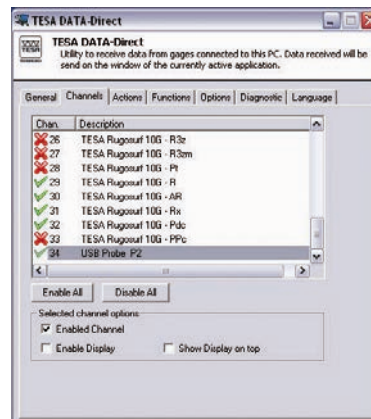 TESA DATA-Direct
TESA
TESA DATA-Direct
Utility to receive data from gages connected to this PC. Data received will be
send on the window of the currently active application.
General Channels Actions Functions Options Diagnostic Language
Chan. Description
26 TESA Rugosurf 10G - R3z
27 TESA Rugosurf 10G - R3zm
28 TESA Rugosurf 10G - Pt
29 TESA Rugosurf 10G - R
30 TESA Rugosurf 10G - AR
31 TESA Rugosurf 10G - Rx
32 TESA Rugosurf 10G - Pdc
33 TESA Rugosurf 10G - PPc
34 USB Probe P2
Enable All Disable All
Selected channel options
Enabled Channel
Enable Display Show Display on top